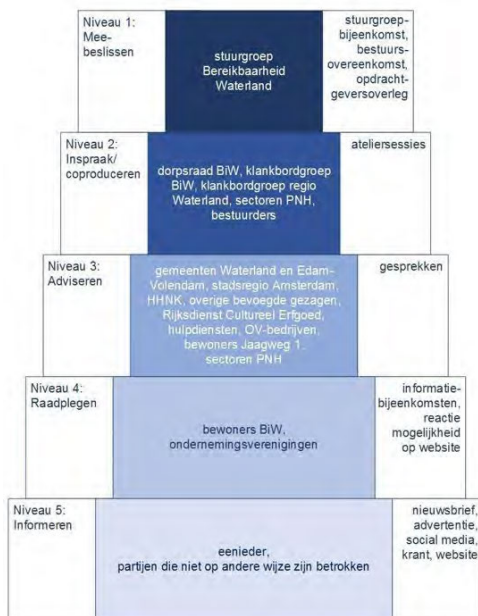 Niveau 1:
Mee-
beslissen
stuurgroep
Bereikbaarheid
Waterland
stuurgroep-
bijeenkomst,
bestuurs-
overeenkomst,
opdracht-
geversoverleg
Niveau 2:
Inspraak/
coproduceren
dorpsraad BiW, klankbordgroep
BiW, klankbordgroep regio
Waterland, sectoren PNH,
bestuurders
ateliersessies
Niveau 3:
Adviseren
gemeenten Waterland en Edam-
Volendam, stadsregio Amsterdam,
HHNK, overige bevoegde gezagen,
Rijksdienst Cultureel Erfgoed,
hulpdiensten, OV-bedrijven,
bewoners Jaagweg 1,
sectoren PNH
gesprekken
Niveau 4:
Raadplegen
bewoners BiW,
ondernemingsverenigingen
informatie-
bijeenkomsten,
reactie
mogelijkheid
op website
Niveau 5:
Informeren
eenieder,
partijen die niet op andere wijze zijn betrokken
nieuwsbrief,
advertentie,
social media,
krant, website